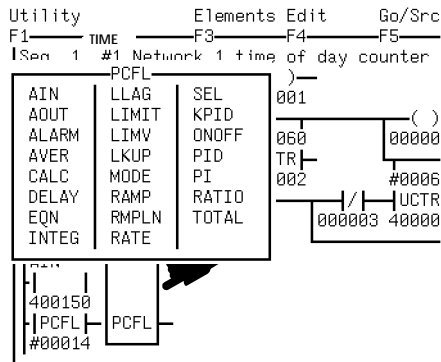 Utility Elements Edit Go/Src
F1 TIME F3 F4 F5
Seg 1 #1 Network 1 time of day counter
PCFL
AIN LLAG SEL
AOUT LIMIT KPID
ALARM LIMV ONOFF
AVER LKUP PID
CALC MODE PI
DELAY RAMP RATIO
EQN RMPLN TOTAL
INTEG RATE
)
001
( )
060 00000
TR
002 #0006
/ UCTR
000003 40000
AIN
400150
PCFL PCFL
#00014